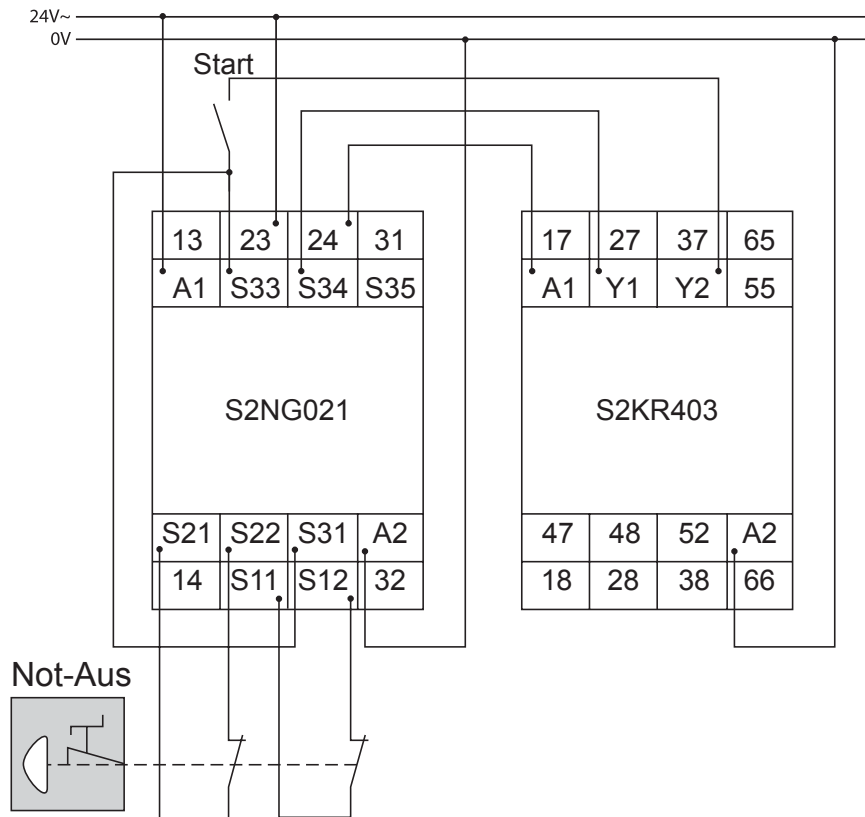 24V~
0V
Start
13 23 24 31 17 27 37 65
A1 S33 S34 S35 A1 Y1 Y2 55
S2NG021 S2KR403
S21 S22 S31 A2 47 48 52 A2
14 S11 S12 32 18 28 38 66
Not-Aus